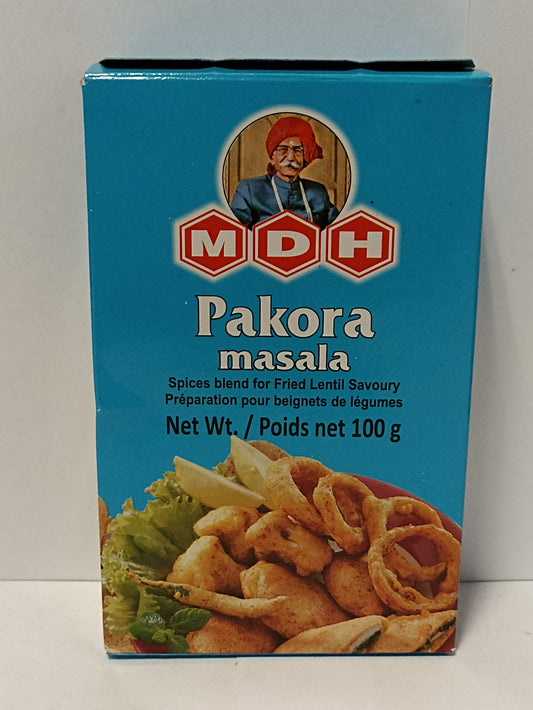 MDH
Pakora
masala
Spices blend for Fried Lentil Savoury
Préparation pour beignets de légumes
Net Wt. / Poids net 100 g